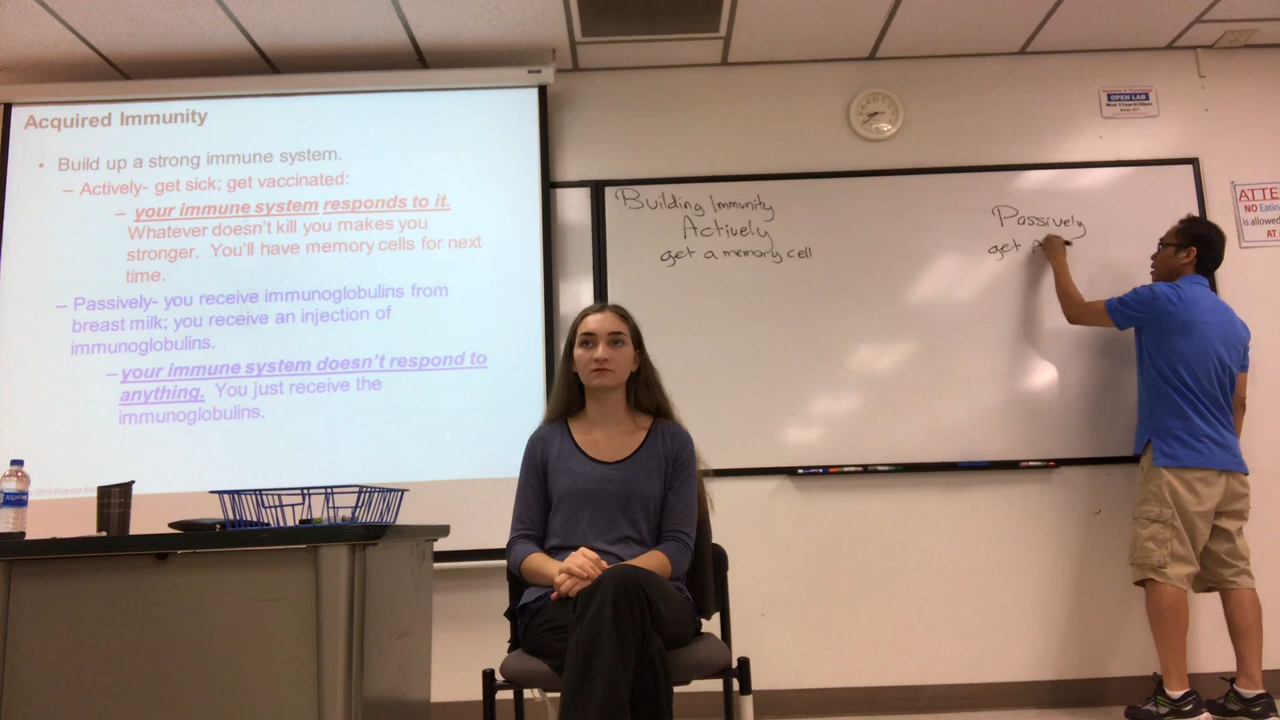 Acquired Immunity
• Build up a strong immune system.
– Actively- get sick; get vaccinated:
– your immune system responds to it.
Whatever doesn't kill you makes you
stronger. You'll have memory cells for next
time.
– Passively- you receive immunoglobulins from
breast milk; you receive an injection of
immunoglobulins.
– your immune system doesn't respond to
anything. You just receive the
immunoglobulins.
Building Immunity
Actively
get a memory cell
Passively
get
OPEN LAB
ATTE
NO Eatin
is allowed
AT